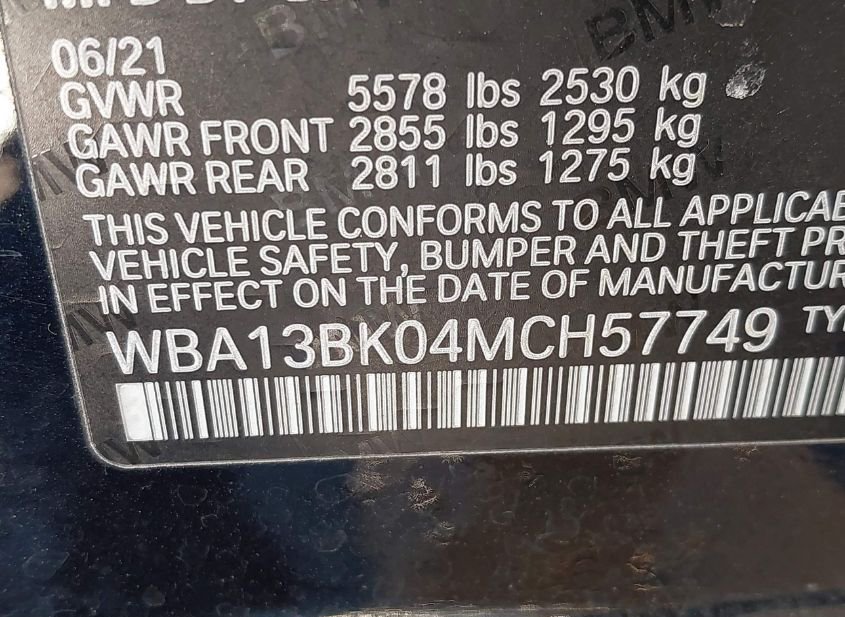 06/21
GVWR 5578 lbs 2530 kg
GAWR FRONT 2855 lbs 1295 kg
GAWR REAR 2811 lbs 1275 kg
THIS VEHICLE CONFORMS TO ALL APPLICAB
VEHICLE SAFETY, BUMPER AND THEFT PR
IN EFFECT ON THE DATE OF MANUFACTUR
WBA13BK04MCH57749 TY